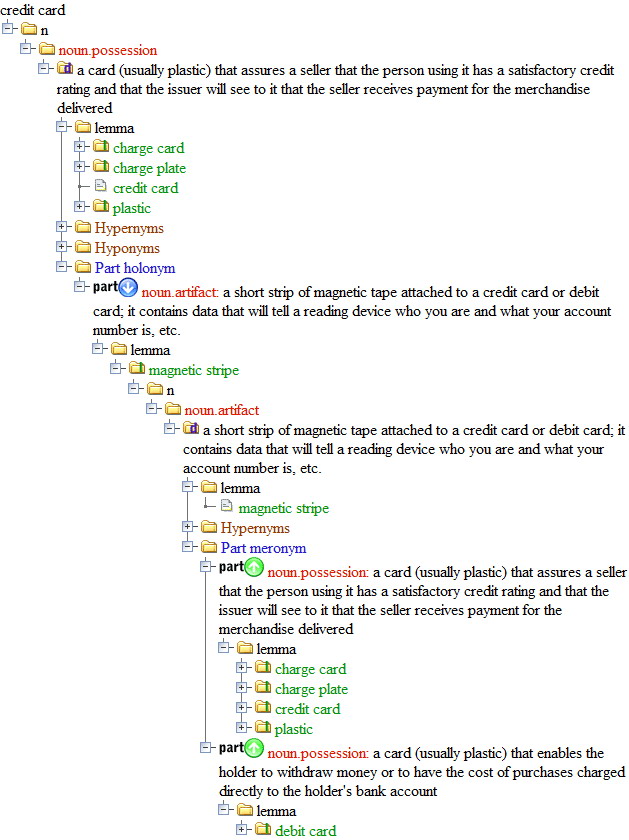 credit card
n
noun.possession
a card (usually plastic) that assures a seller that the person using it has a satisfactory credit
rating and that the issuer will see to it that the seller receives payment for the merchandise
delivered
lemma
charge card
charge plate
credit card
plastic
Hypernyms
Hyponyms
Part holonym
part noun.artifact: a short strip of magnetic tape attached to a credit card or debit
card; it contains data that will tell a reading device who you are and what your account
number is, etc.
lemma
magnetic stripe
n
noun.artifact
a short strip of magnetic tape attached to a credit card or debit card; it
contains data that will tell a reading device who you are and what your
account number is, etc.
lemma
magnetic stripe
Hypernyms
Part meronym
part noun.possession: a card (usually plastic) that assures a seller
that the person using it has a satisfactory credit rating and that the
issuer will see to it that the seller receives payment for the
merchandise delivered
lemma
charge card
charge plate
credit card
plastic
part noun.possession: a card (usually plastic) that enables the
holder to withdraw money or to have the cost of purchases charged
directly to the holder's bank account
lemma
debit card